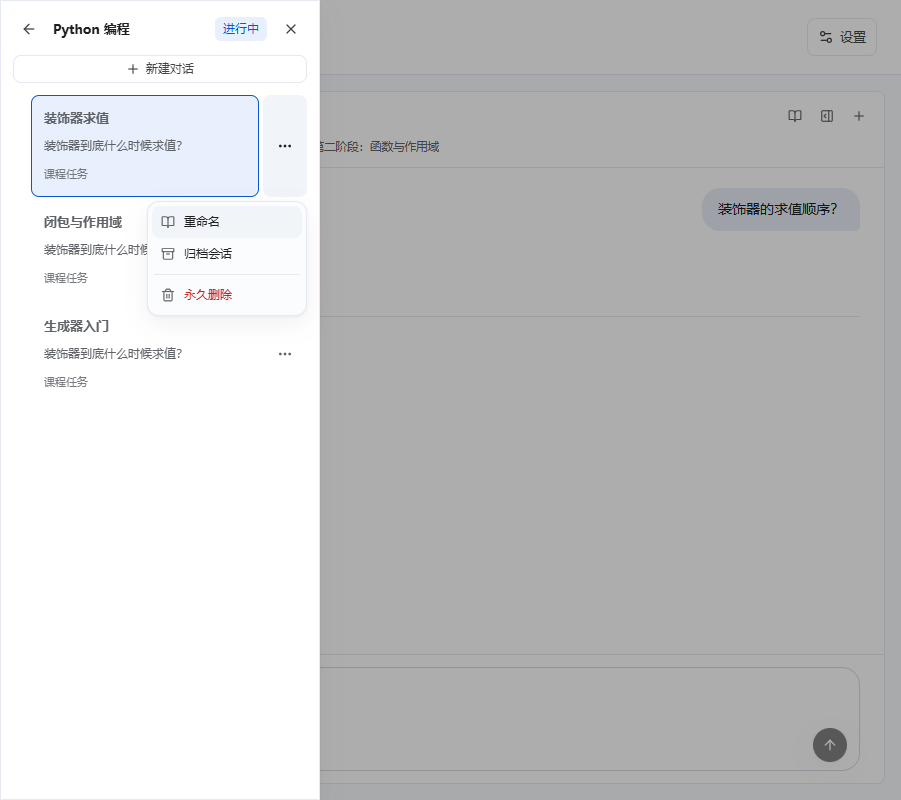 Python 编程
进行中
设置
新建对话
装饰器求值
装饰器到底什么时候求值?
课程任务
第二阶段：函数与作用域
装饰器的求值顺序?
重命名
归档会话
永久删除
闭包与作用域
装饰器到底什么时候
课程任务
生成器入门
装饰器到底什么时候求值?
课程任务